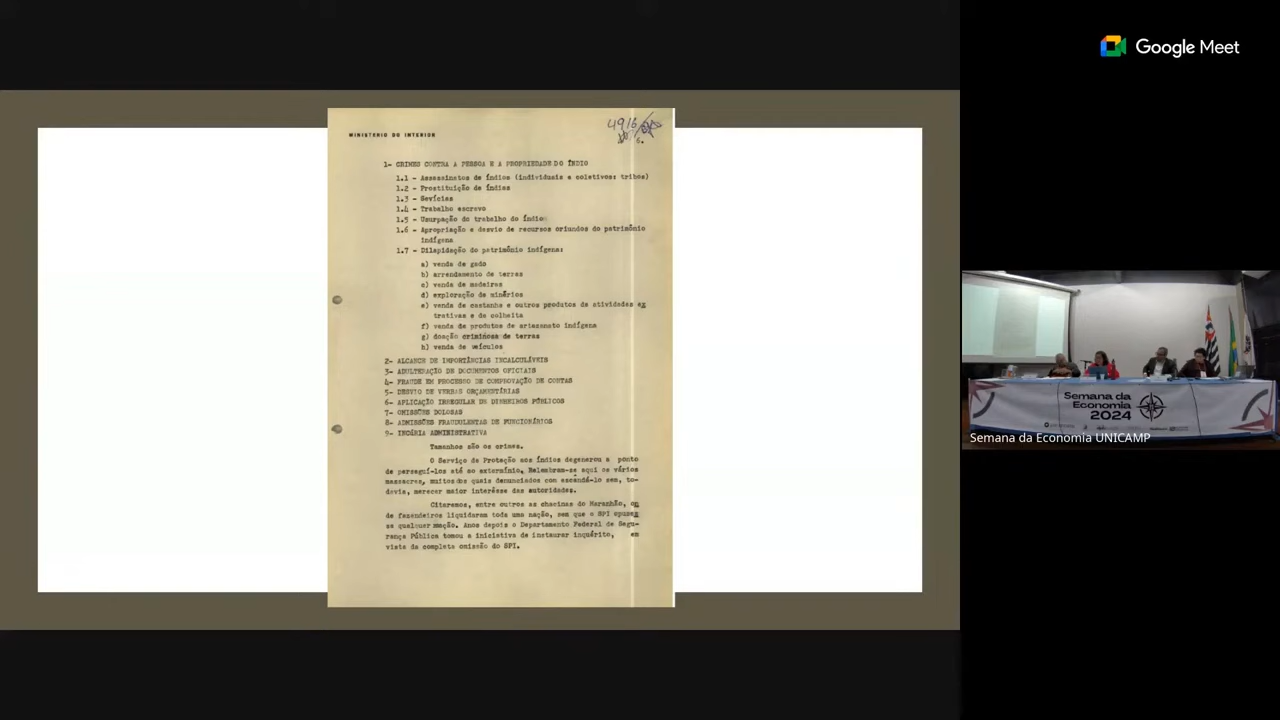 Google Meet
MINISTERIO DO INTERIOR
4916
1- CRIMES CONTRA A PESSOA E A PROPRIEDADE DO ÍNDIO
1.1 - Assassinatos de índios (individuais e coletivos: tribos)
1.2 - Prostituição de índias
1.3 - Sevícias
1.4 - Trabalho escravo
1.5 - Usurpação do trabalho do índio
1.6 - Apropriação e desvio de recursos oriundos do patrimônio
indígena
1.7 - Dilapidação do patrimônio indígena:
a) venda de gado
b) arrendamento de terras
c) venda de madeiras
d) exploração de minérios
e) venda de castanha e outros produtos de atividades ex
trativas e de colheita
f) venda de produtos de artesanato indígena
g) doação criminosa de terras
h) venda de veículos
2- ALCANCE DE IMPORTÂNCIAS INCALCULÁVEIS
3- ADULTERAÇÃO DE DOCUMENTOS OFICIAIS
4- FRAUDE EM PROCESSO DE COMPROVAÇÃO DE CONTAS
5- DESVIO DE VERBAS ORÇAMENTÁRIAS
6- APLICAÇÃO IRREGULAR DE DINHEIROS PÚBLICOS
7- OMISSÕES DOLOSAS
8- ADMISSÕES FRAUDULENTAS DE FUNCIONÁRIOS
9- INCÚRIA ADMINISTRATIVA
Tamanhos são os crimes.
O Serviço de Proteção aos Índios degenerou a ponto
de persegui-los até ao extermínio. Relembram-se aqui os vários
massacres, muitos dos quais denunciados com escândalo sem, to-
davia, merecer maior interêsse das autoridades.
Citaremos, entre outros as chacinas do Maranhão, on
de fazendeiros liquidaram toda uma nação, sem que o SPI opuses
se qualquer reação. Anos depois o Departamento Federal de Segu-
rança Pública tomou a iniciativa de instaurar inquérito, em
vista da completa omissão do SPI.
Semana da
Economia
2024
Semana da Economia UNICAMP